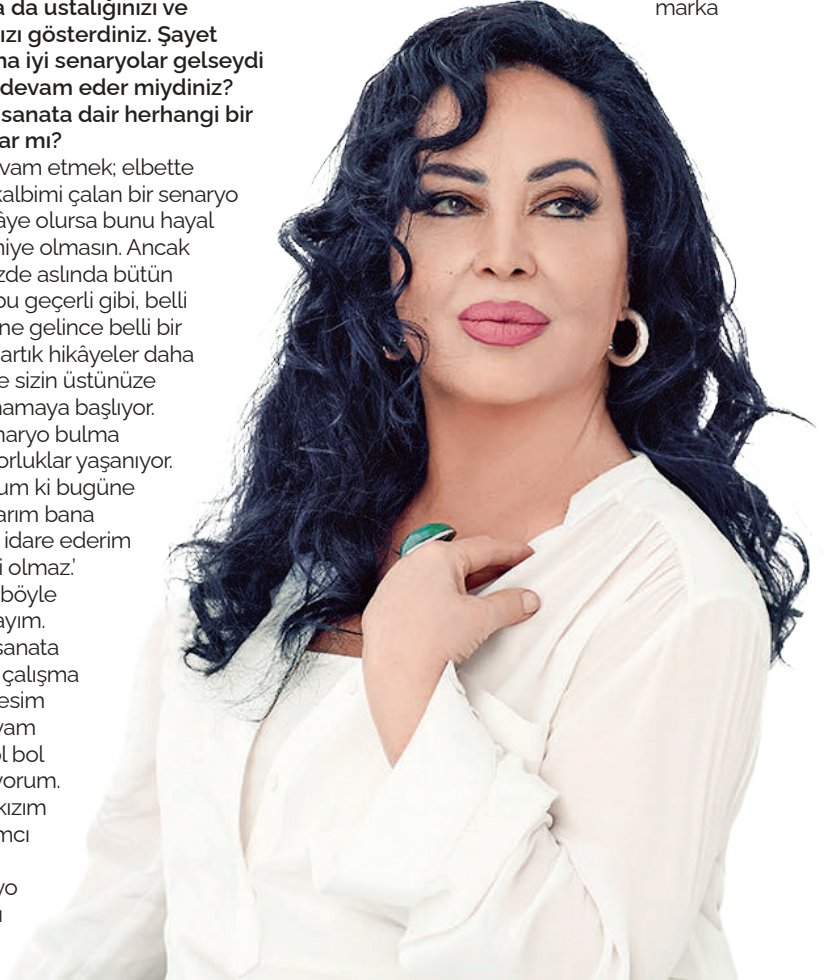 a da ustalığınızı ve
ızı gösterdiniz. Şayet
na iyi senaryolar gelseydi
devam eder miydiniz?
sanata dair herhangi bir
ar mı?
vam etmek; elbette
kalbimi çalan bir senaryo
âye olursa bunu hayal
niye olmasın. Ancak
zde aslında bütün
bu geçerli gibi, belli
ne gelince belli bir
artık hikâyeler daha
e sizin üstünüze
namaya başlıyor.
naryo bulma
orluklar yaşanıyor.
um ki bugüne
arım bana
idare ederim
i olmaz.’
böyle
ayım.
sanata
çalışma
esim
vam
ol bol
yorum.
kızım
mcı
yo
marka